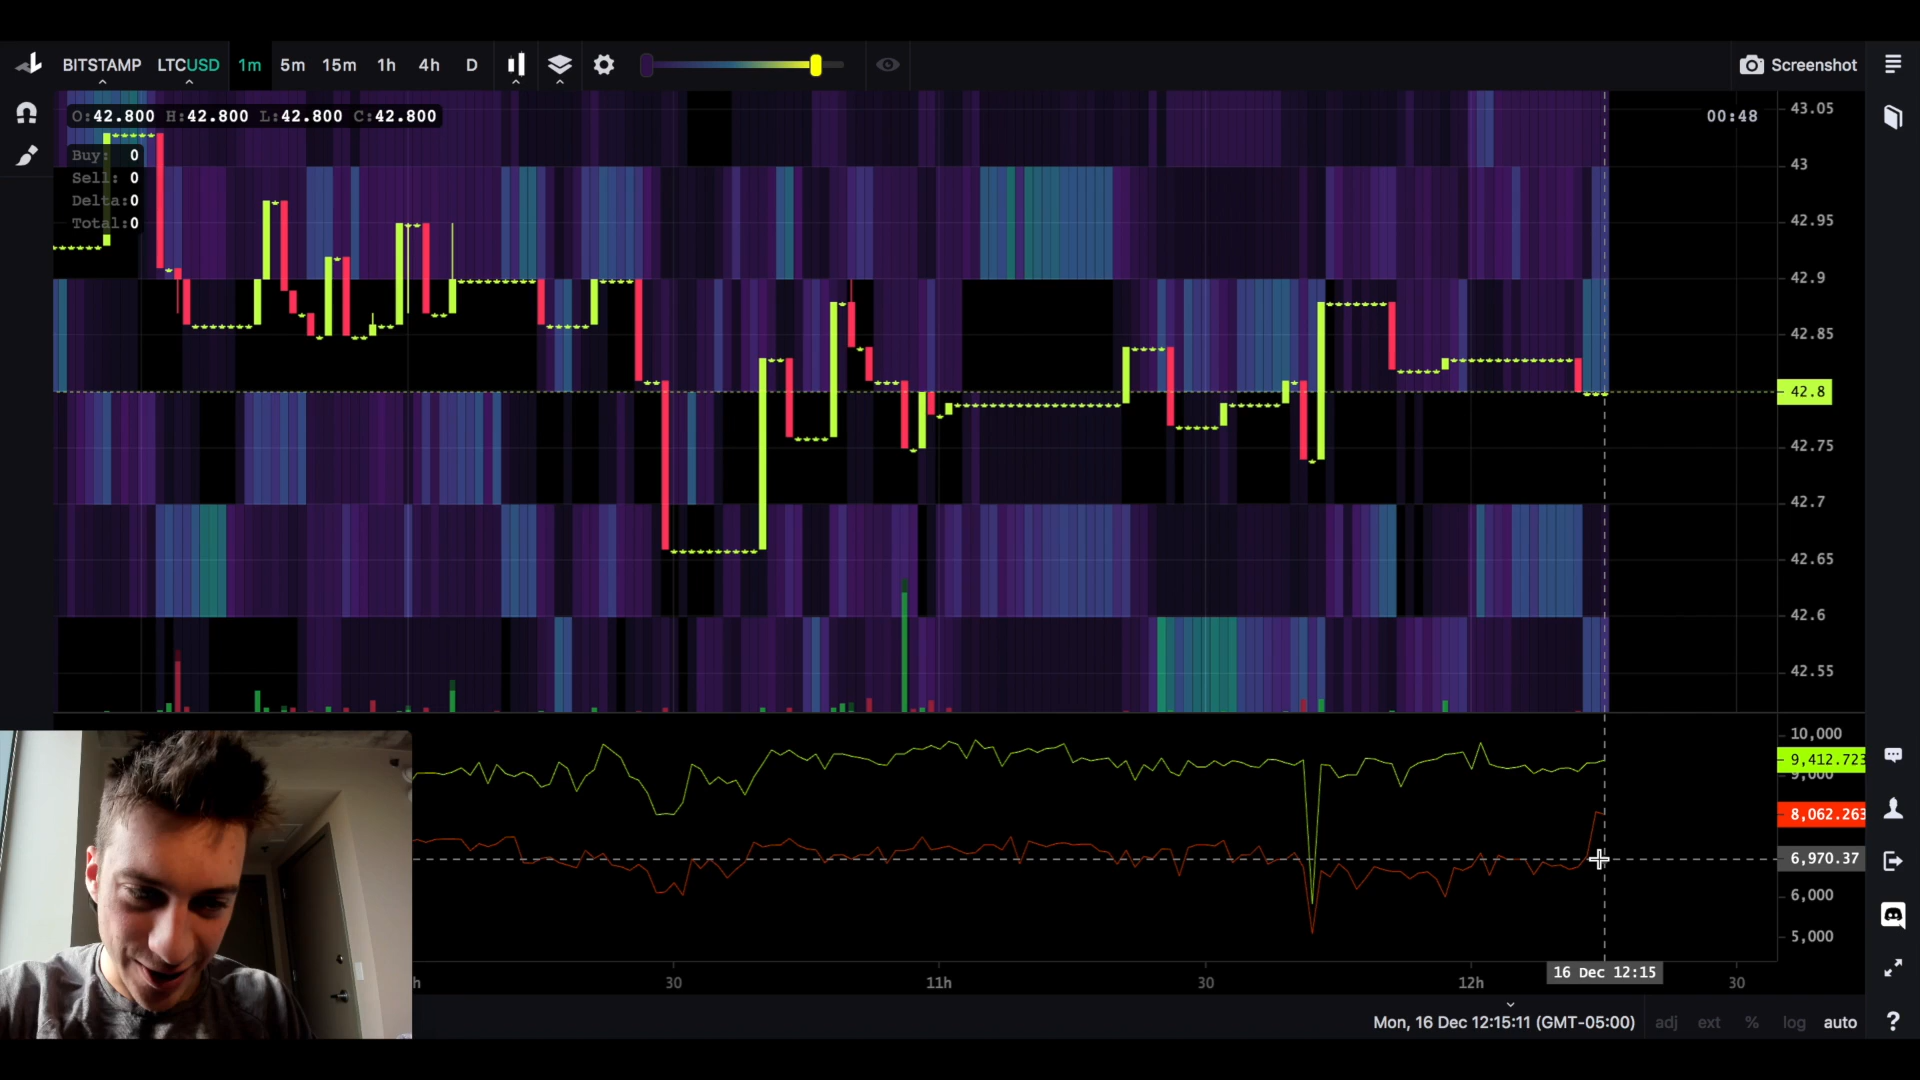 BITSTAMP LTCUSD 1m 5m 15m 1h 4h D Screenshot
O:42.800 H:42.800 L:42.800 C:42.800
00:48
Buy: 0
Sell: 0
Delta:0
Total:0
43.05
43
42.95
42.9
42.85
42.8
42.75
42.7
42.65
42.6
42.55
10,000
9,412.723
9,000
8,062.263
6,970.37
6,000
5,000
h 30 11h 30 12h 16 Dec 12:15 30
Mon, 16 Dec 12:15:11 (GMT-05:00) adj ext % log auto
?